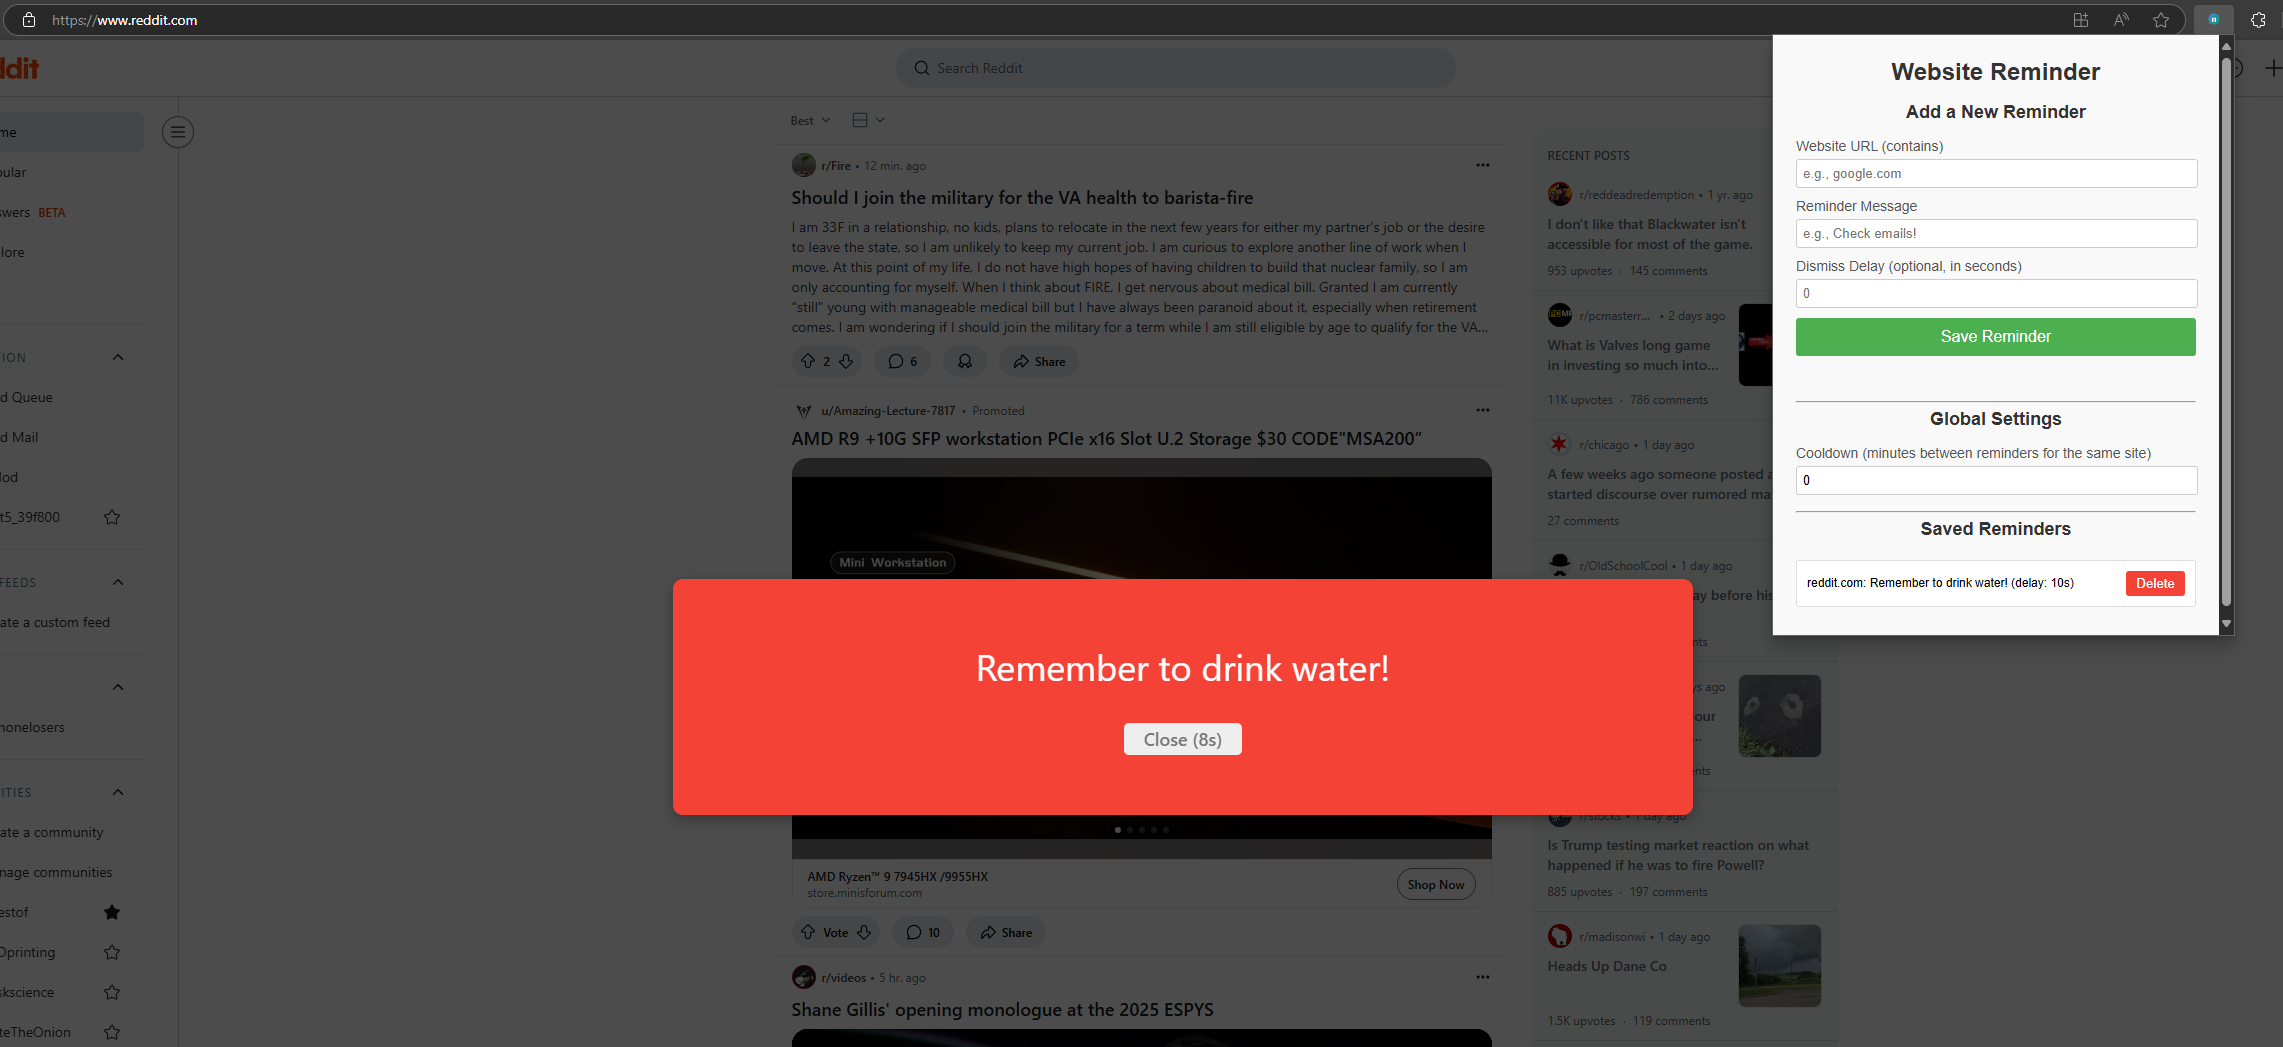 https://www.reddit.com
ddit
Search Reddit
me
ular
swers BETA
lore
TION
d Queue
d Mail
lod
t5_39f800
FEEDS
ate a custom feed
nonelosers
ITIES
ate a community
nage communities
estof
Dprinting
skscience
teTheOnion
Best
r/Fire • 12 min. ago
Should I join the military for the VA health to barista-fire
I am 33F in a relationship, no kids, plans to relocate in the next few years for either my partner's job or the desire
to leave the state, so I am unlikely to keep my current job. I am curious to explore another line of work when I
move. At this point of my life, I do not have high hopes of having children to build that nuclear family, so I am
only accounting for myself. When I think about FIRE, I get nervous about medical bill. Granted I am currently
"still" young with manageable medical bill but I have always been paranoid about it, especially when retirement
comes. I am wondering if I should join the military for a term while I am still eligible by age to qualify for the VA...
2 6 Share
u/Amazing-Lecture-7817 • Promoted
AMD R9 +10G SFP workstation PCIe x16 Slot U.2 Storage $30 CODE"MSA200”
Mini Workstation
Remember to drink water!
Close (8s)
AMD Ryzen™ 9 7945HX /9955HX
store.minisforum.com
Shop Now
Vote 10 Share
r/videos • 5 hr. ago
Shane Gillis' opening monologue at the 2025 ESPYS
RECENT POSTS
r/reddeadredemption • 1 yr. ago
I don't like that Blackwater isn't
accessible for most of the game.
953 upvotes · 145 comments
r/pcmasterr... • 2 days ago
What is Valves long game
in investing so much into...
11K upvotes · 786 comments
r/chicago • 1 day ago
A few weeks ago someone posted a
started discourse over rumored ma
27 comments
r/OldSchoolCool • 1 day ago
ay before his
nts
ys ago
our
...
nts
r/stocks • 1 day ago
Is Trump testing market reaction on what
happened if he was to fire Powell?
885 upvotes · 197 comments
r/madisonwi • 1 day ago
Heads Up Dane Co
1.5K upvotes · 119 comments
Website Reminder
Add a New Reminder
Website URL (contains)
e.g., google.com
Reminder Message
e.g., Check emails!
Dismiss Delay (optional, in seconds)
0
Save Reminder
Global Settings
Cooldown (minutes between reminders for the same site)
0
Saved Reminders
reddit.com: Remember to drink water! (delay: 10s)
Delete